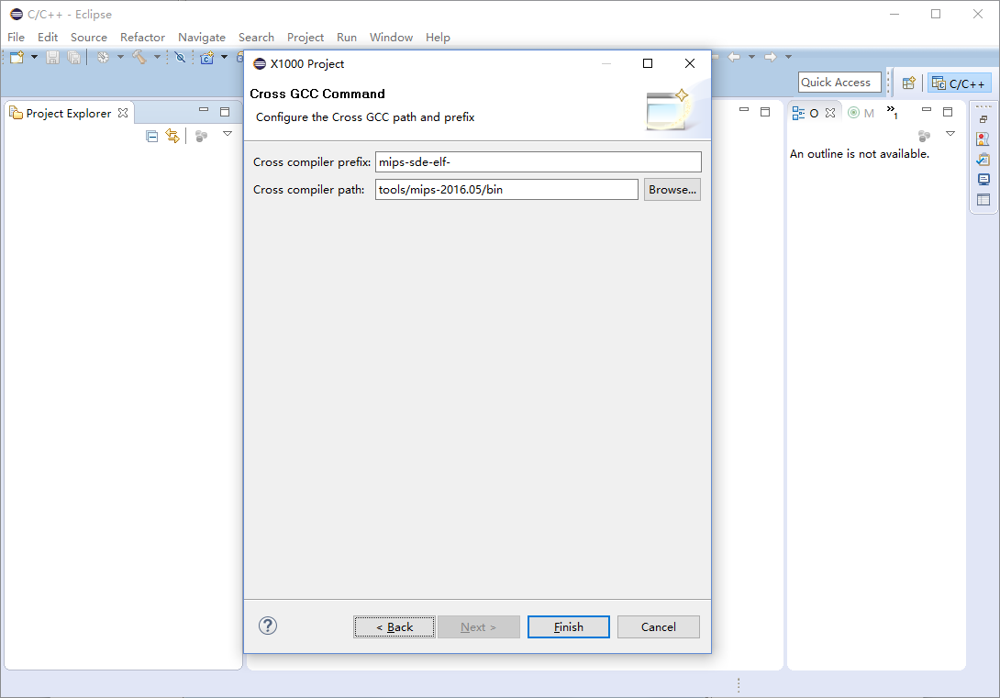 C/C++ - Eclipse
File Edit Source Refactor Navigate Search Project Run Window Help
Quick Access
C/C++
Project Explorer
X1000 Project
Cross GCC Command
Configure the Cross GCC path and prefix
Cross compiler prefix: mips-sde-elf-
Cross compiler path: tools/mips-2016.05/bin Browse...
< Back Next > Finish Cancel
O M »1
An outline is not available.